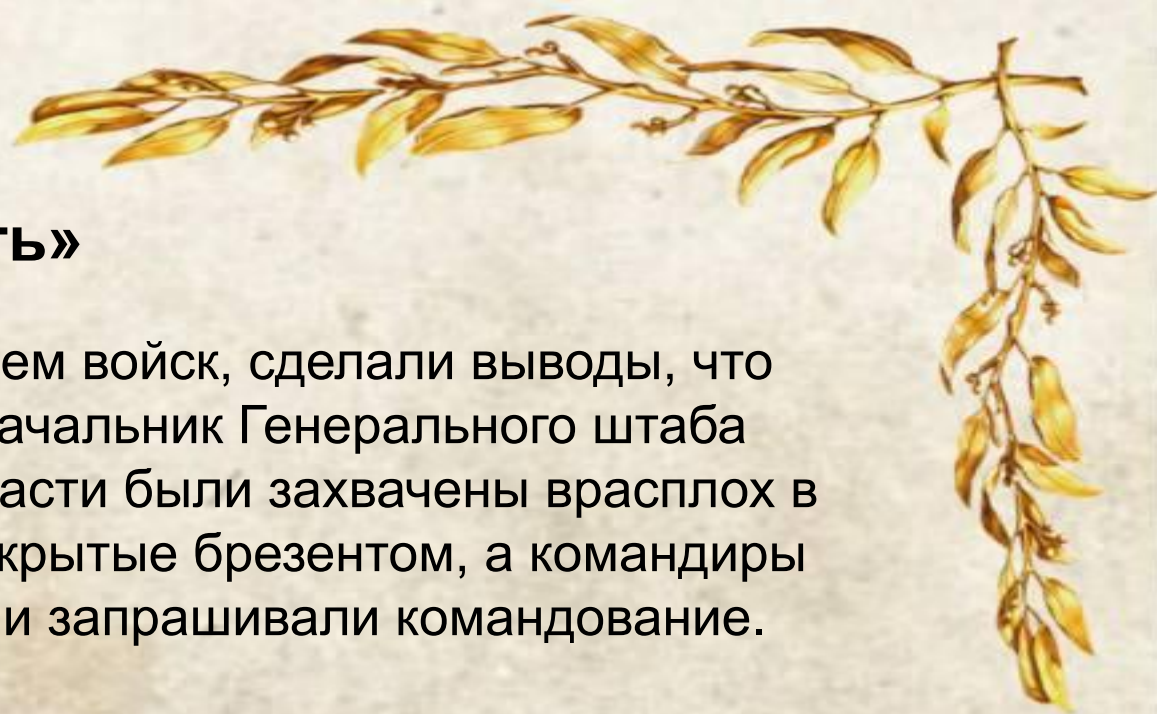 ть»
ем войск, сделали выводы, что
ачальник Генерального штаба
асти были захвачены врасплох в
крытые брезентом, а командиры
и запрашивали командование.